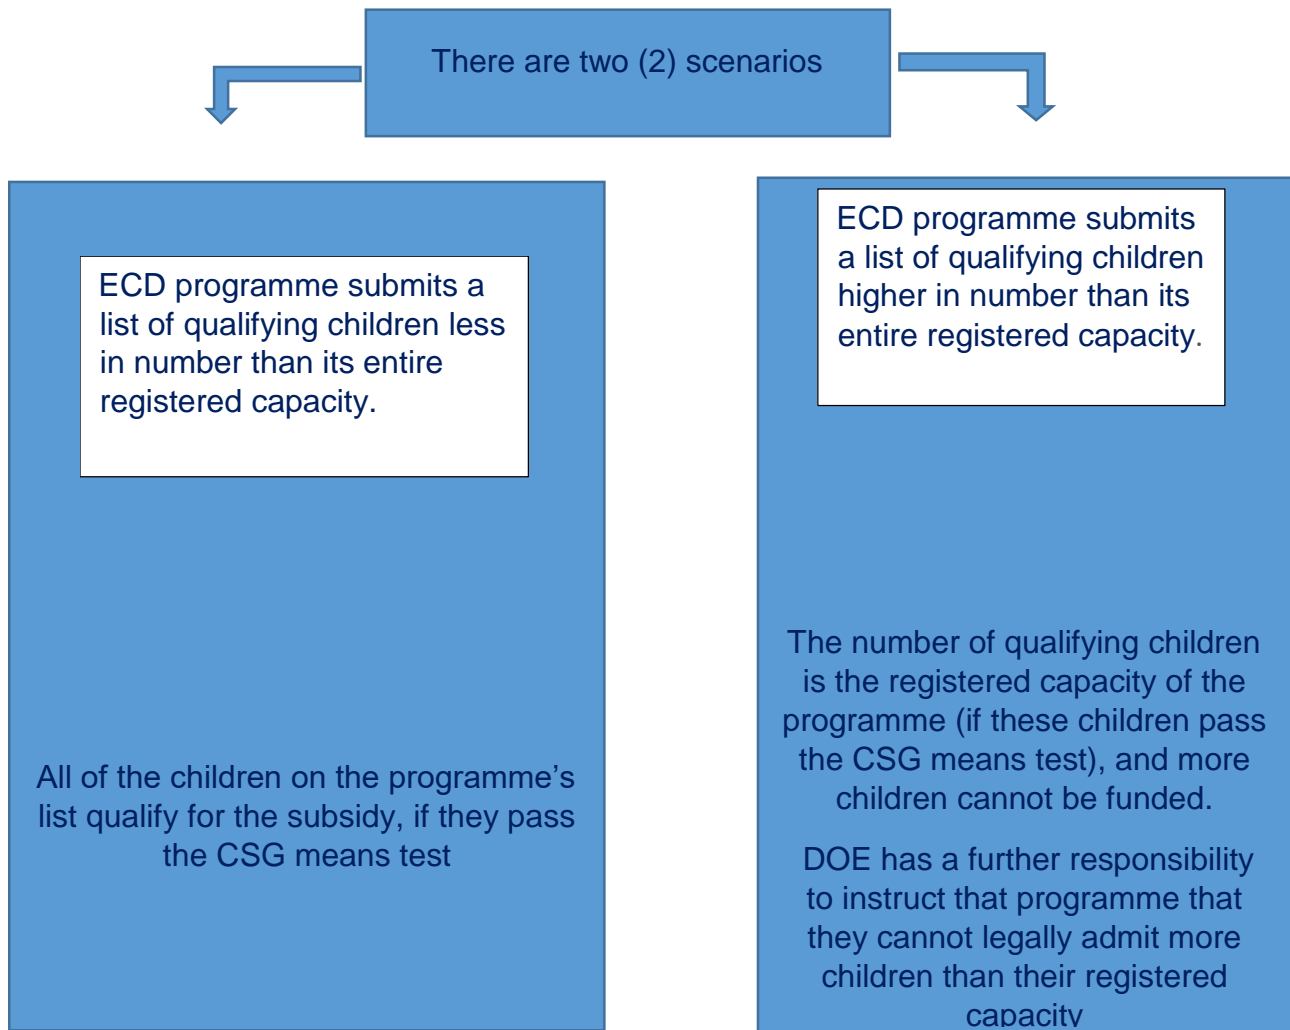 There are two (2) scenarios
ECD programme submits a
list of qualifying children less
in number than its entire
registered capacity.
All of the children on the programme’s
list qualify for the subsidy, if they pass
the CSG means test
ECD programme submits
a list of qualifying children
higher in number than its
entire registered capacity.
The number of qualifying children
is the registered capacity of the
programme (if these children pass
the CSG means test), and more
children cannot be funded.
DOE has a further responsibility
to instruct that programme that
they cannot legally admit more
children than their registered
capacity